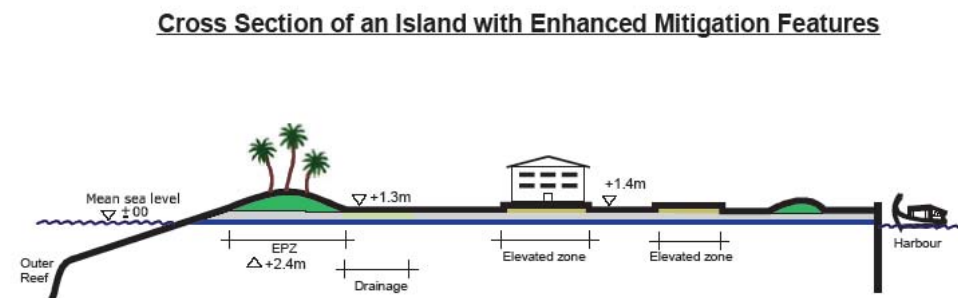 Cross Section of an Island with Enhanced Mitigation Features
Mean sea level
±00
+1.3m
+1.4m
Outer
Reef
EPZ
+2.4m
Drainage
Elevated zone
Elevated zone
Harbour